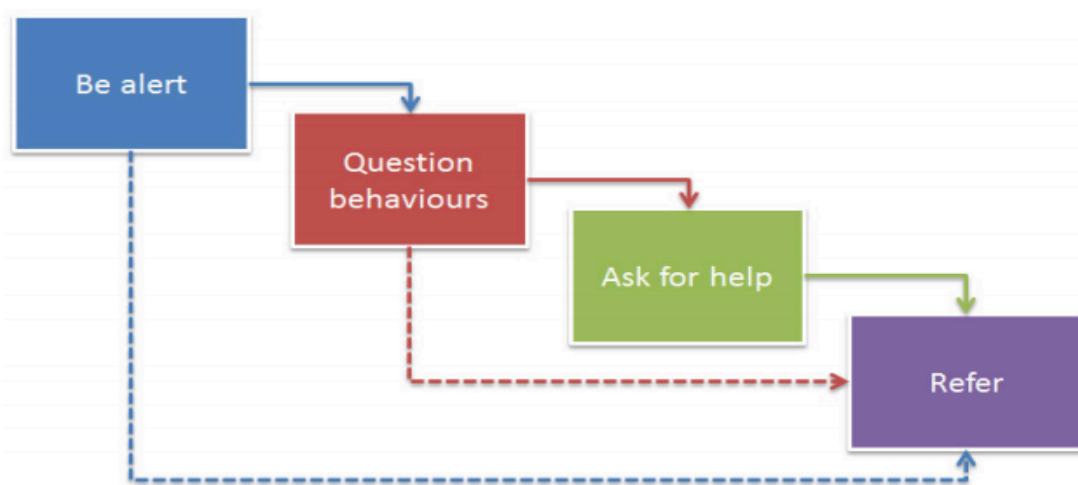 Be alert
Question
behaviours
Ask for help
Refer